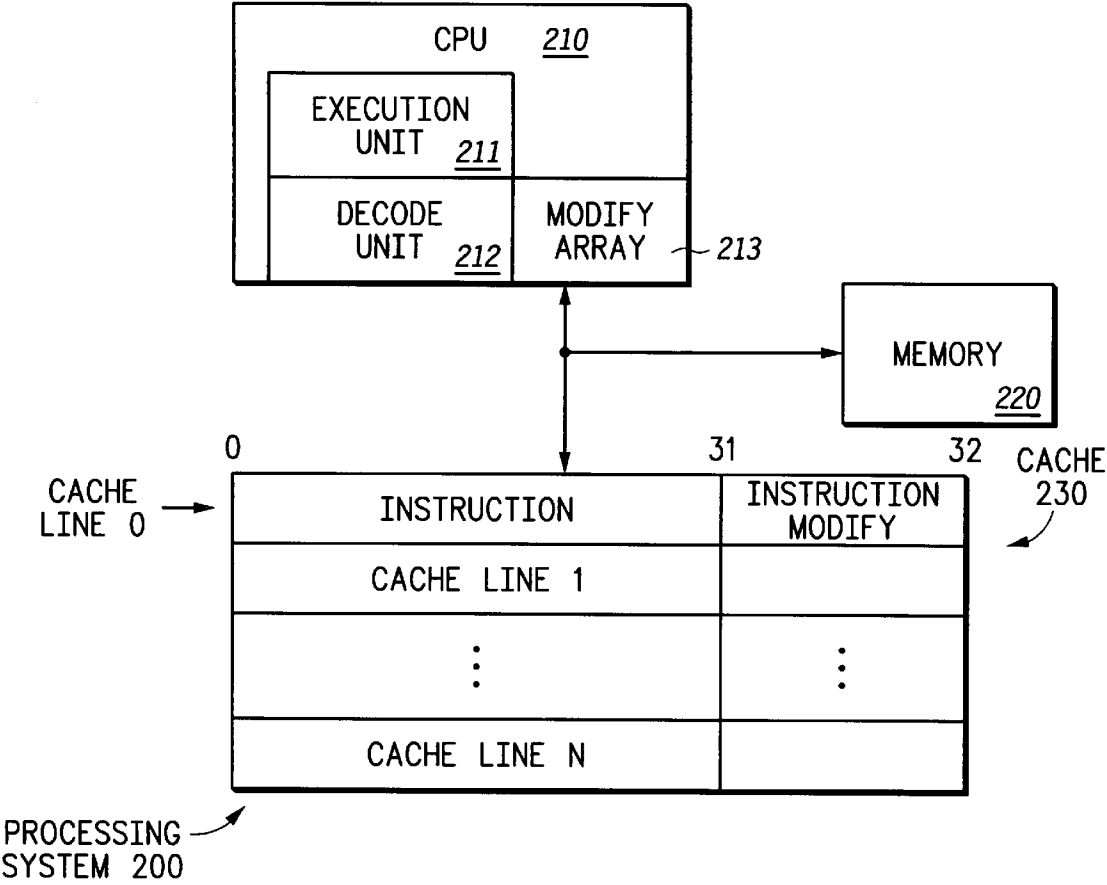 CPU 210
EXECUTION
UNIT 211
DECODE
UNIT 212
MODIFY
ARRAY
213
MEMORY
220
0 31 32
CACHE
230
CACHE
LINE 0
INSTRUCTION
INSTRUCTION
MODIFY
CACHE LINE 1
CACHE LINE N
PROCESSING
SYSTEM 200